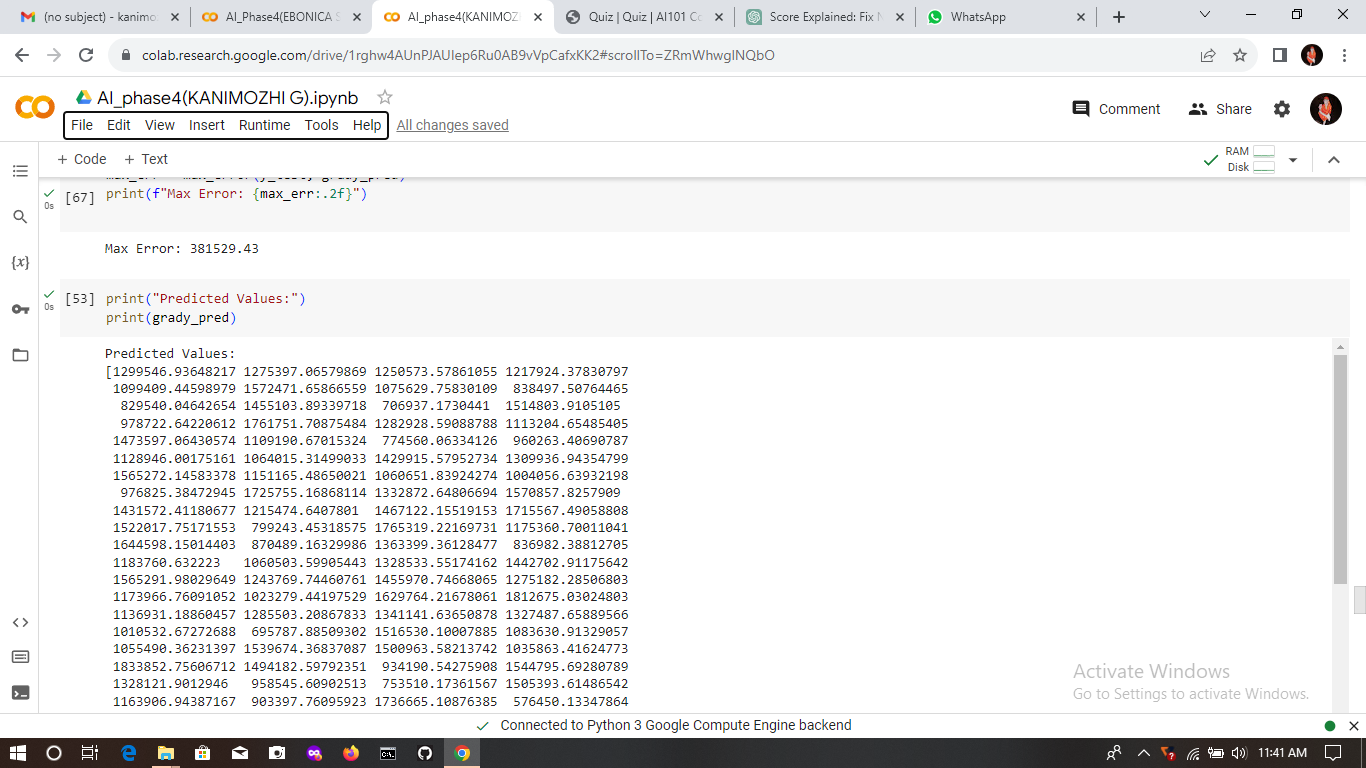 (no subject) - kanimo
AI_Phase4(EBONICA S
AI_phase4(KANIMOZ
Quiz | Quiz | AI101 Co
Score Explained: Fix N
WhatsApp
colab.research.google.com/drive/1rghw4AUnPJAUIep6Ru0AB9vVpCafxKK2#scrollTo=ZRmWhwglNQbO
AI_phase4(KANIMOZHI G).ipynb
Comment
Share
File Edit View Insert Runtime Tools Help All changes saved
+ Code + Text
RAM
Disk
[67] print(f"Max Error: {max_err:.2f}")
0s
Max Error: 381529.43
[53] print("Predicted Values:")
0s
print(grady_pred)
Predicted Values:
[1299546.93648217 1275397.06579869 1250573.57861055 1217924.37830797
1099409.44598979 1572471.65866559 1075629.75830109 838497.50764465
829540.04642654 1455103.89339718 706937.1730441 1514803.9105105
978722.64220612 1761751.70875484 1282928.59088788 1113204.65485405
1473597.06430574 1109190.67015324 774560.06334126 960263.40690787
1128946.00175161 1064015.31499033 1429915.57952734 1309936.94354799
1565272.14583378 1151165.48650021 1060651.83924274 1004056.63932198
976825.38472945 1725755.16868114 1332872.64806694 1570857.8257909
1431572.41180677 1215474.6407801 1467122.15519153 1715567.49058808
1522017.75171553 799243.45318575 1765319.22169731 1175360.70011041
1644598.15014403 870489.16329986 1363399.36128477 836982.38812705
1183760.632223 1060503.59905443 1328533.55174162 1442702.91175642
1565291.98029649 1243769.74460761 1455970.74668065 1275182.28506803
1173966.76091052 1023279.44197529 1629764.21678061 1812675.03024803
1136931.18860457 1285503.20867833 1341141.63650878 1327487.65889566
1010532.67272688 695787.88509302 1516530.10007885 1083630.91329057
1055490.36231397 1539674.36837087 1500963.58213742 1035863.41624773
1833852.75606712 1494182.59792351 934190.54275908 1544795.69280789
1328121.9012946 958545.60902513 753510.17361567 1505393.61486542
1163906.94387167 903397.76095923 1736665.10876385 576450.13347864
Activate Windows
Go to Settings to activate Windows.
Connected to Python 3 Google Compute Engine backend
11:41 AM